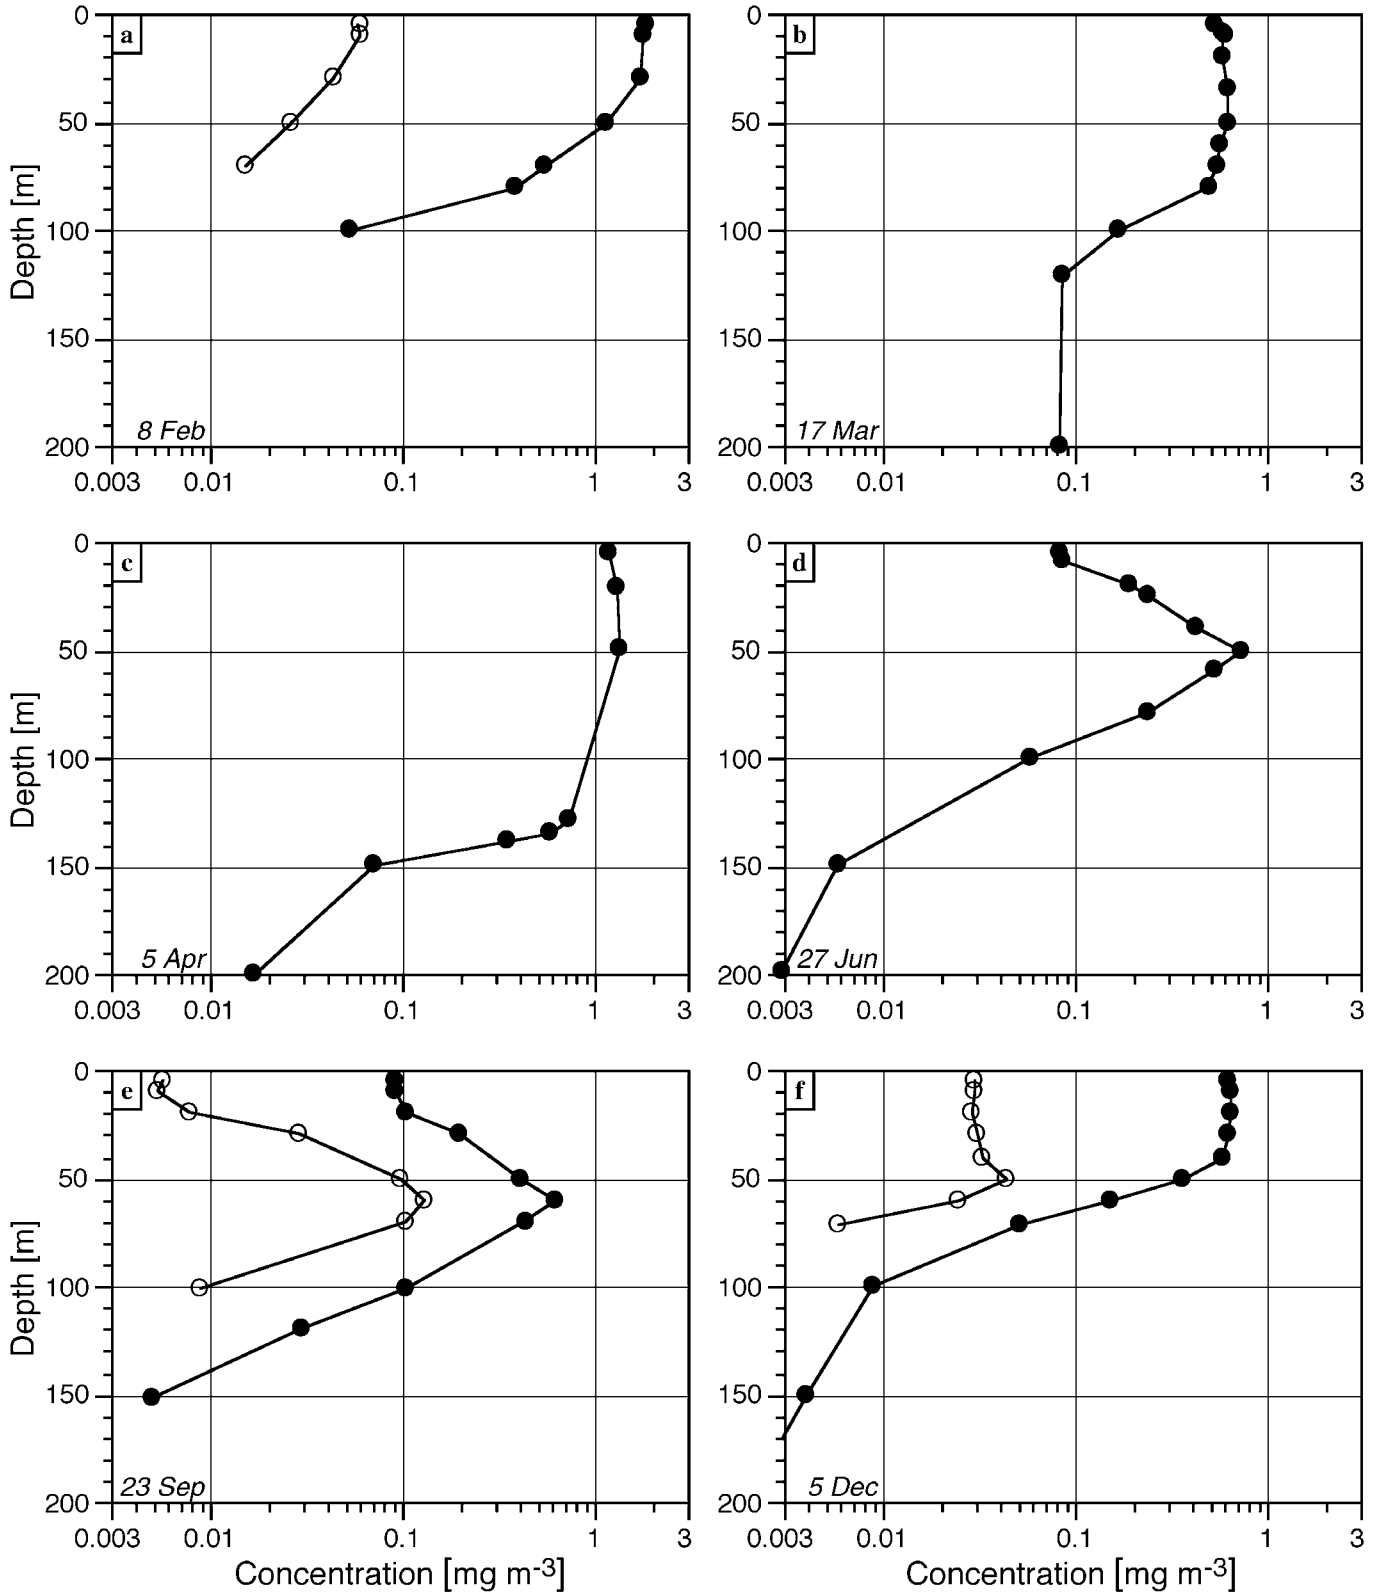 a
0
50
100
150
200
Depth [m]
8 Feb
0.003 0.01 0.1 1 3
b
0
50
100
150
200
17 Mar
0.003 0.01 0.1 1 3
c
0
50
100
150
200
Depth [m]
5 Apr
0.003 0.01 0.1 1 3
d
0
50
100
150
200
27 Jun
0.003 0.01 0.1 1 3
e
0
50
100
150
200
Depth [m]
23 Sep
0.003 0.01 0.1 1 3
Concentration [mg m-3]
f
0
50
100
150
200
5 Dec
0.003 0.01 0.1 1 3
Concentration [mg m-3]